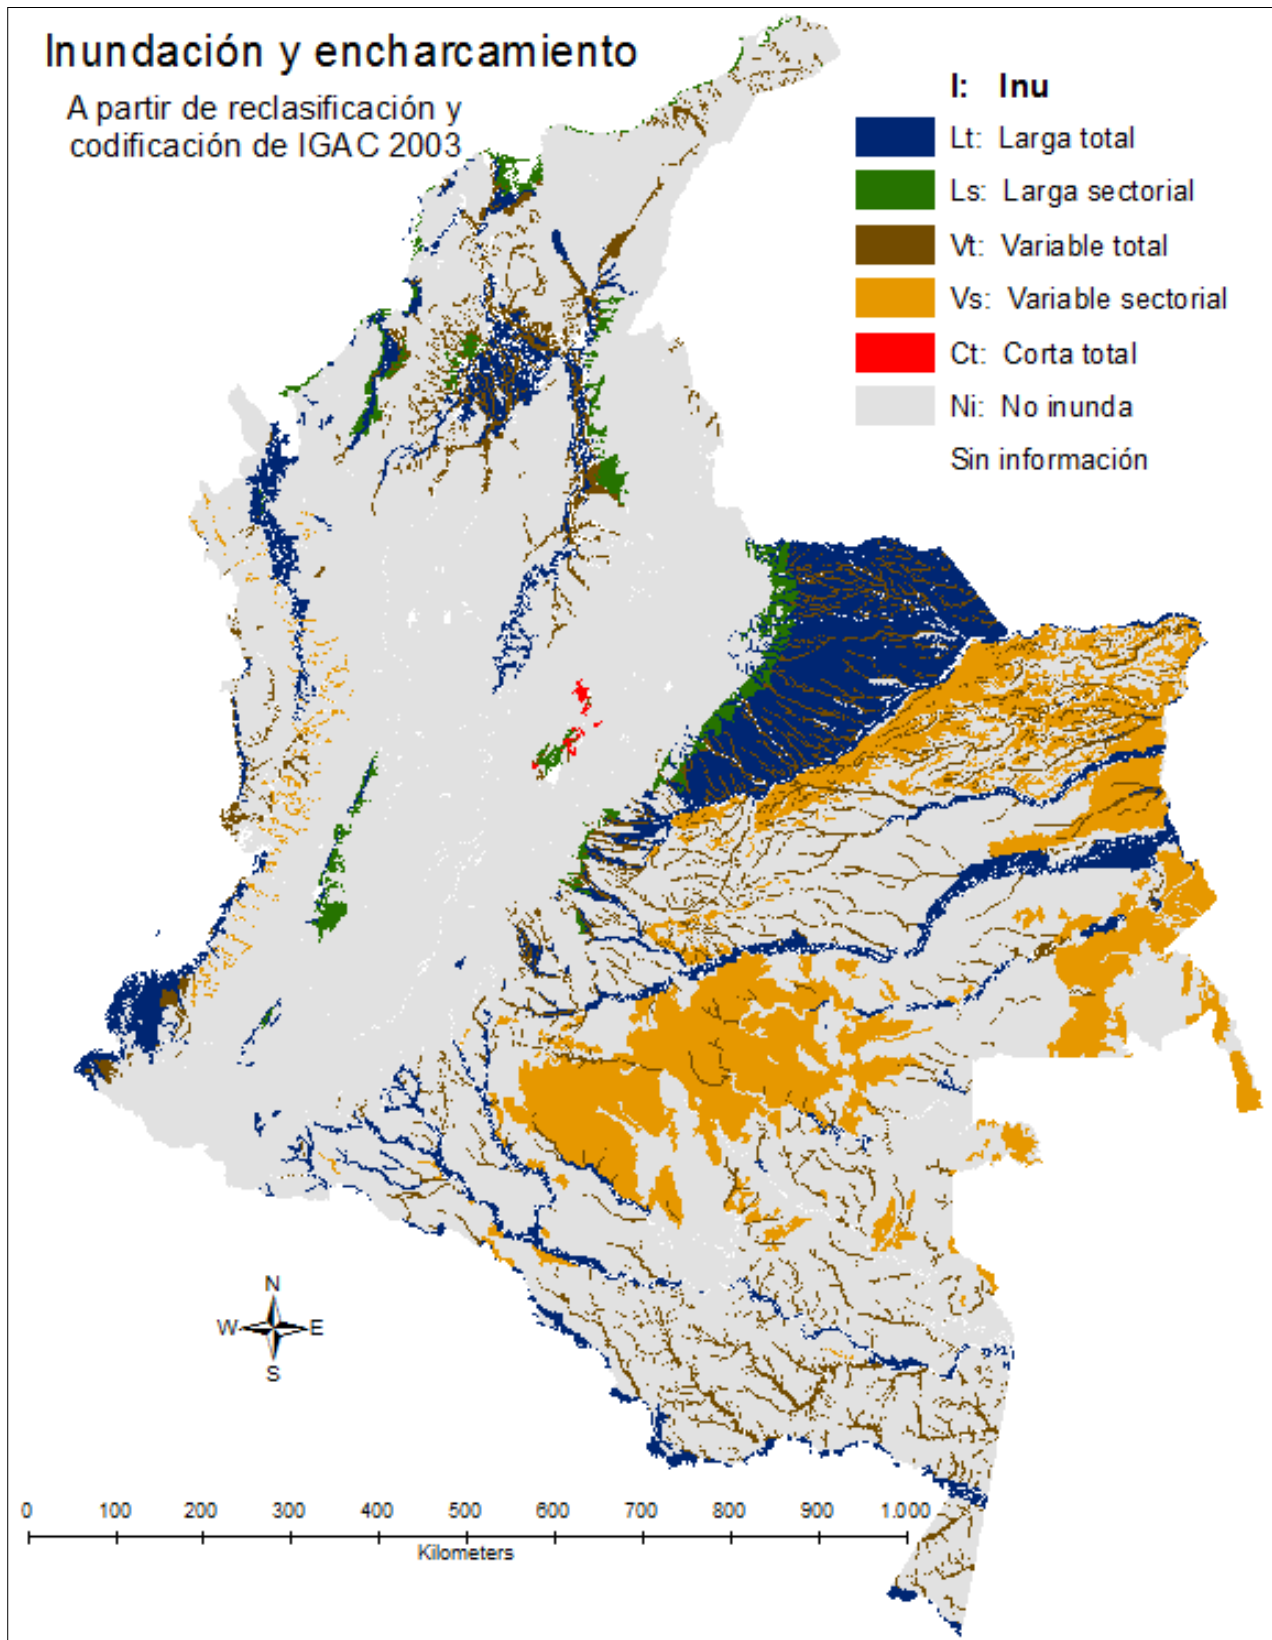 Inundación y encharcamiento
A partir de reclasificación y
codificación de IGAC 2003
I: Inu
Lt: Larga total
Ls: Larga sectorial
Vt: Variable total
Vs: Variable sectorial
Ct: Corta total
Ni: No inunda
Sin información
N
W E
S
0 100 200 300 400 500 600 700 800 900 1.000
Kilometers